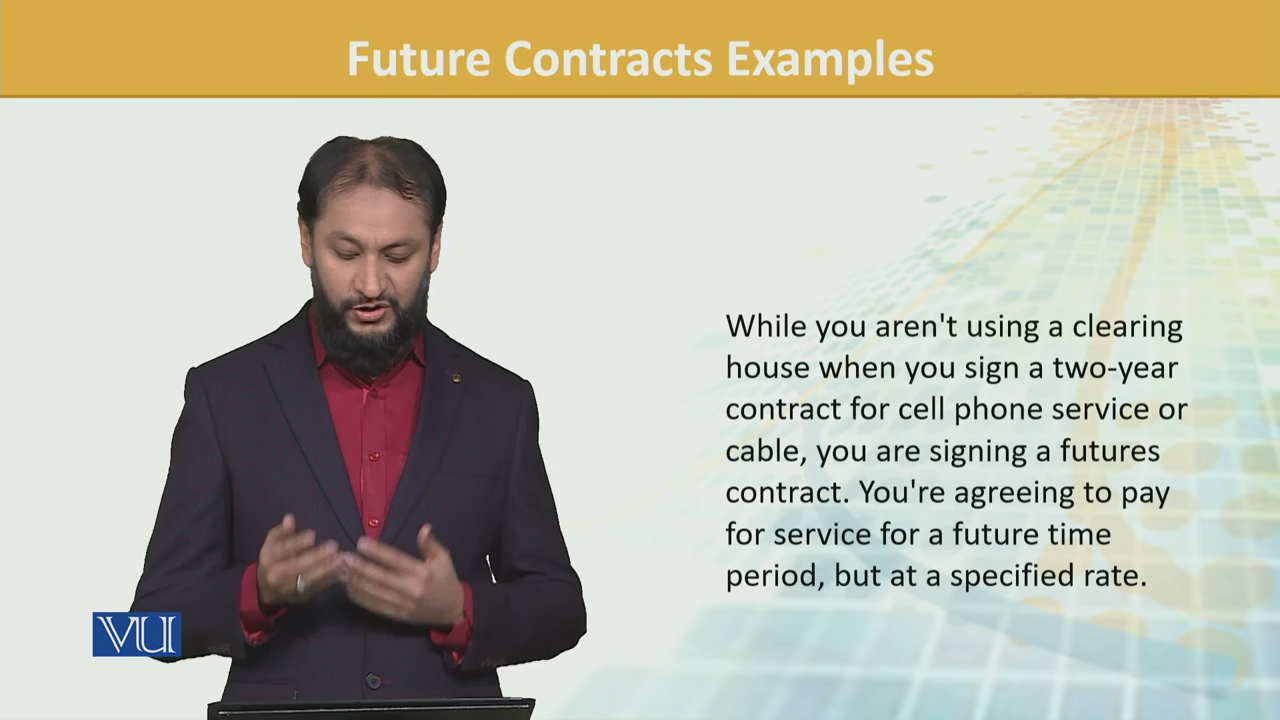 Future Contracts Examples
While you aren't using a clearing
house when you sign a two-year
contract for cell phone service or
cable, you are signing a futures
contract. You're agreeing to pay
for service for a future time
period, but at a specified rate.
VU